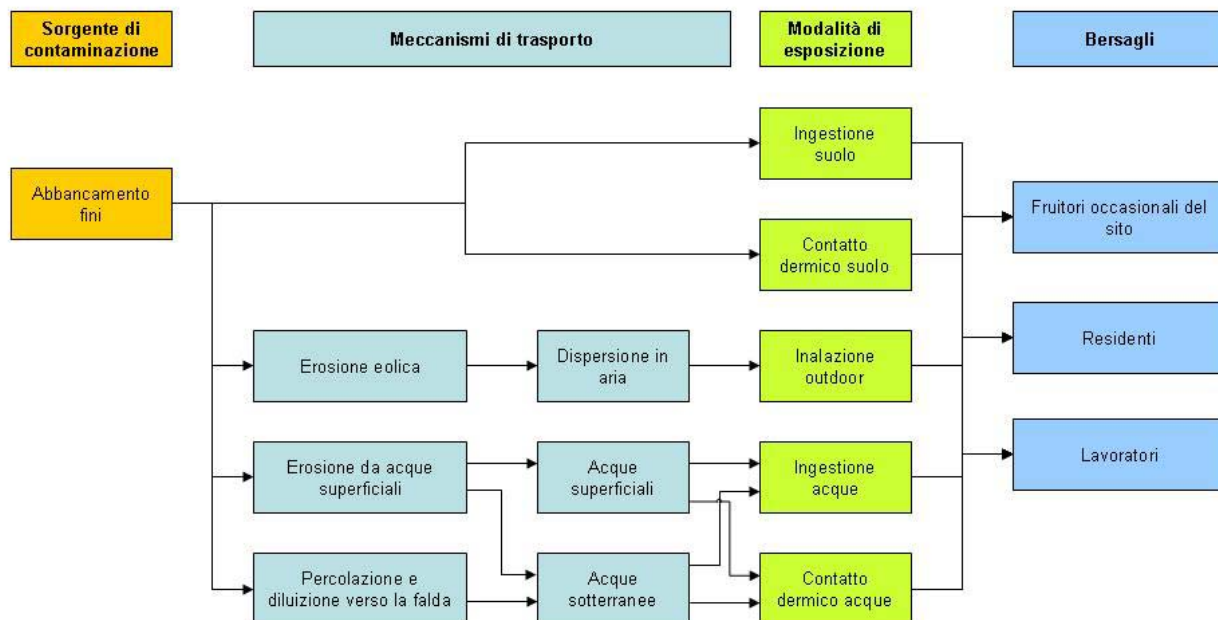 Sorgente di
contaminazione
Meccanismi di trasporto
Modalità di
esposizione
Bersagli
Abbancamento
fini
Ingestione
suolo
Contatto
dermico suolo
Fruitori occasionali del
sito
Erosione eolica
Dispersione in
aria
Inalazione
outdoor
Residenti
Erosione da acque
superficiali
Acque
superficiali
Ingestione
acque
Lavoratori
Percolazione e
diluizione verso la falda
Acque
sotterranee
Contatto
dermico acque